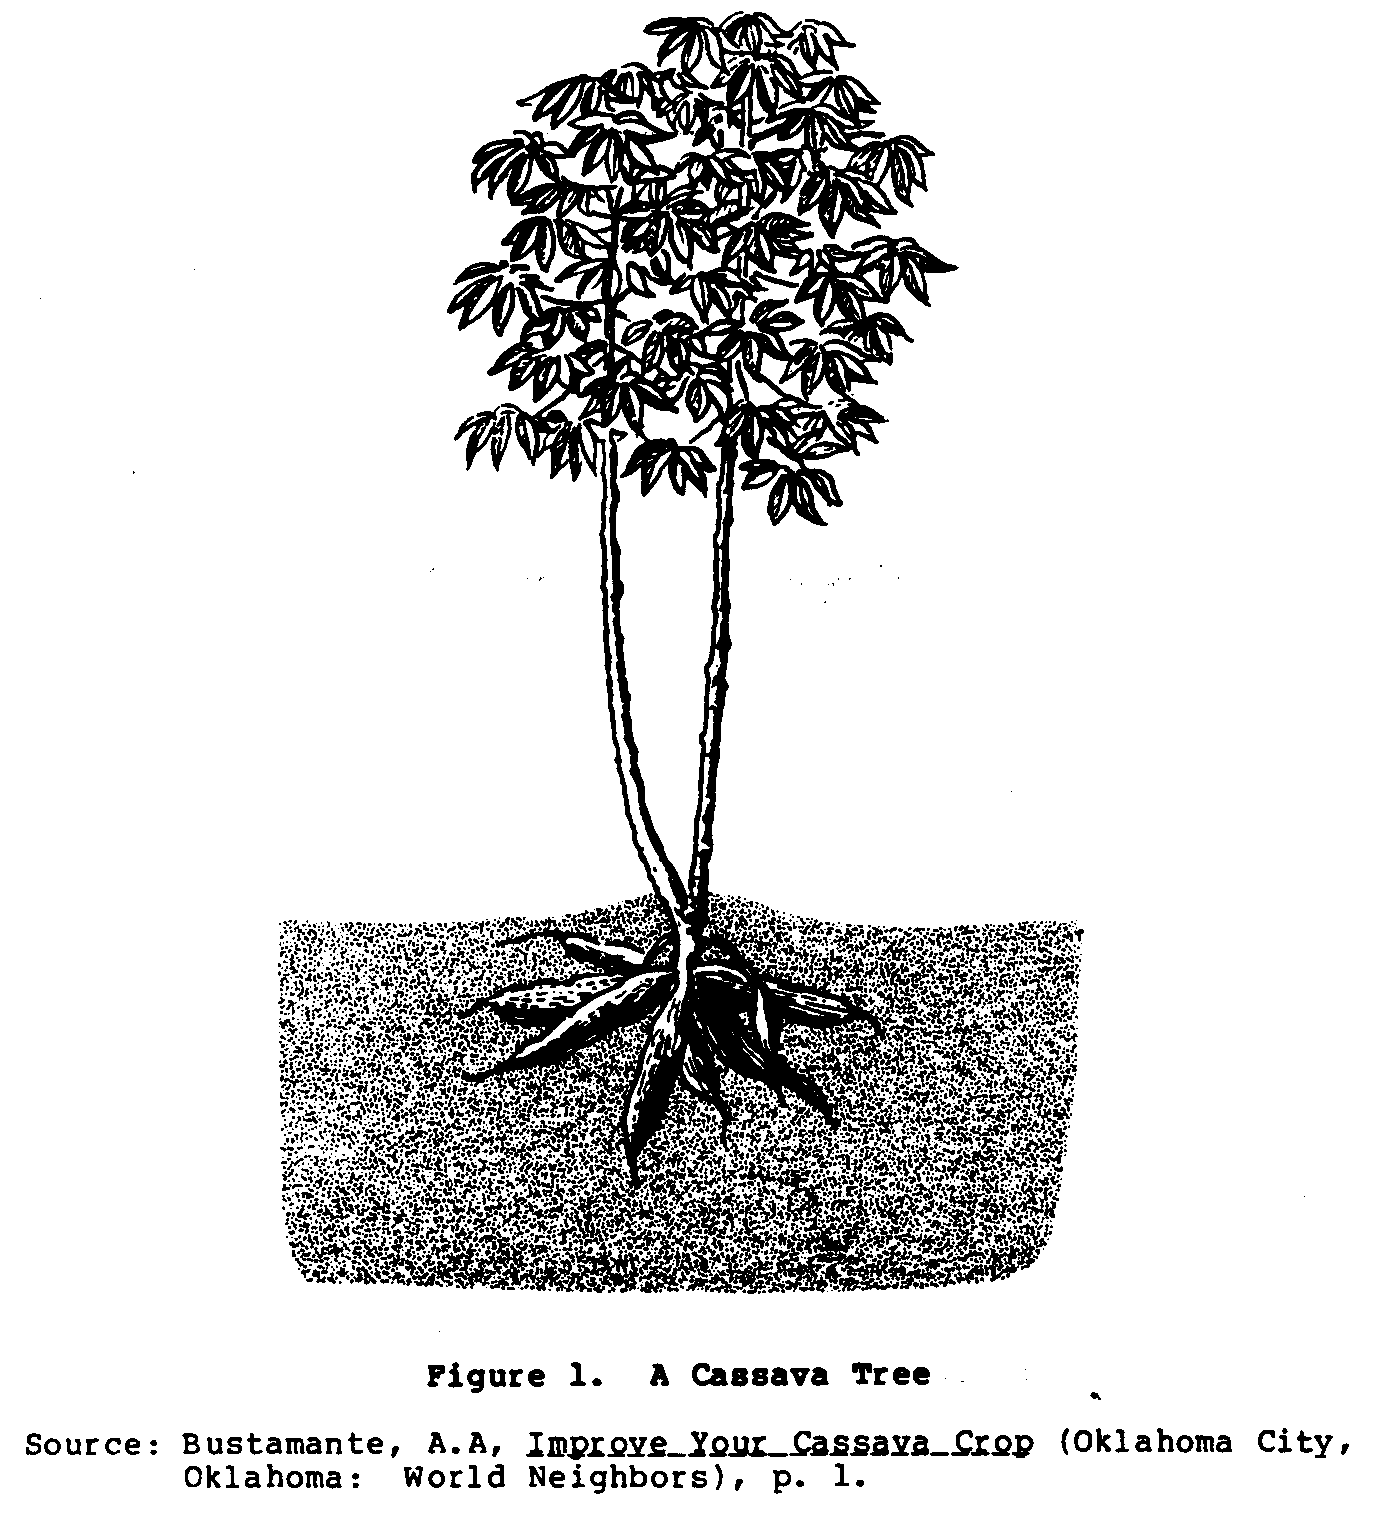 Figure 1. A Cassava Tree
Source: Bustamante, A.A, Improve Your Cassava Crop (Oklahoma City,
Oklahoma: World Neighbors), p. 1.